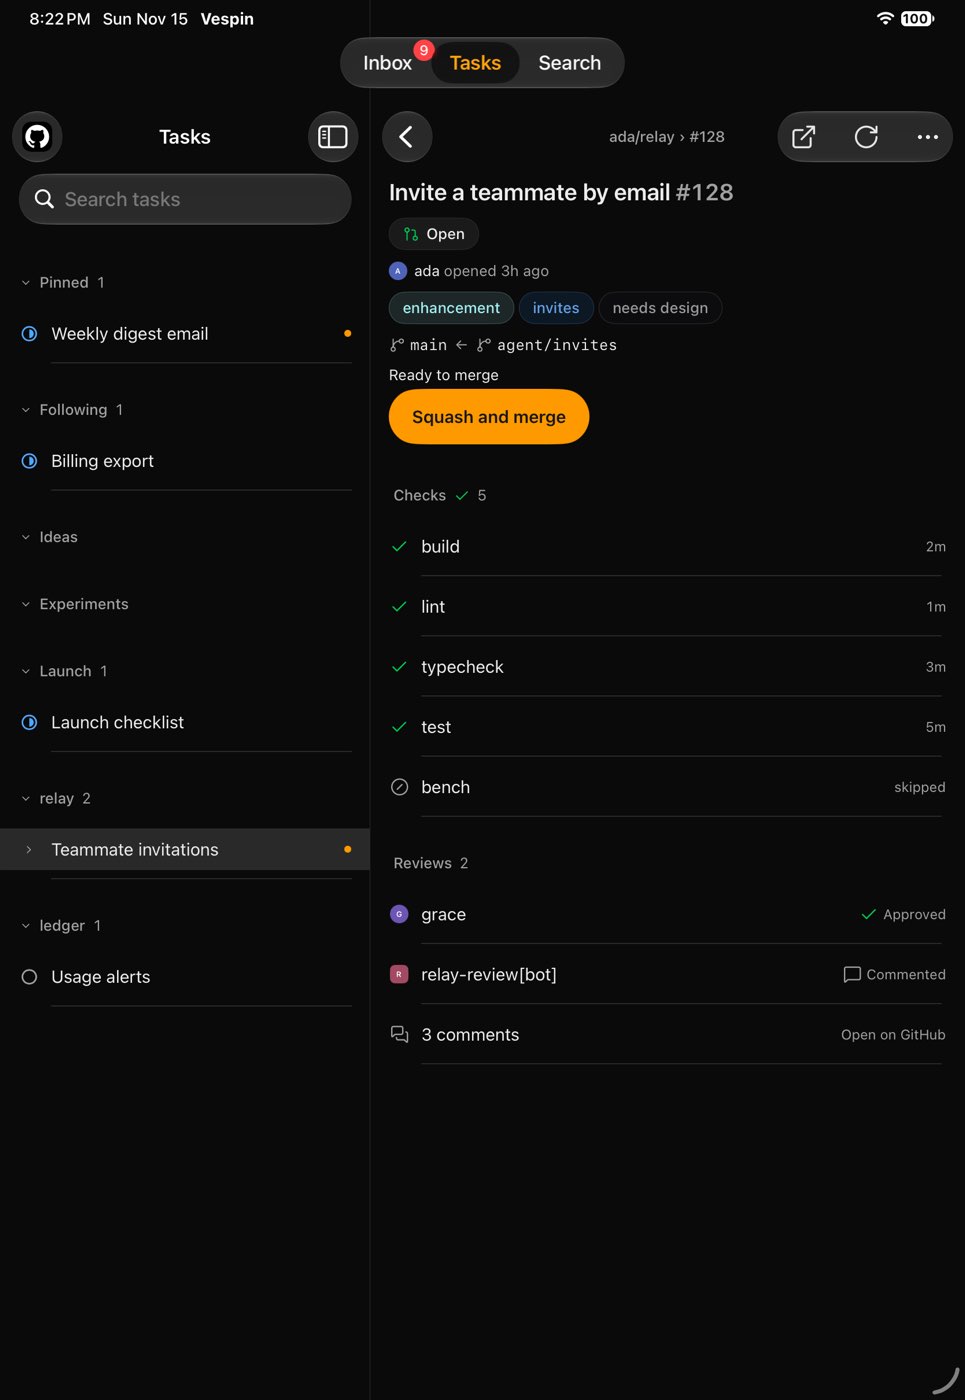 8:22 PM Sun Nov 15 Vespin
100
Inbox 9 Tasks Search
Tasks
ada/relay › #128
Search tasks
Invite a teammate by email #128
Open
A ada opened 3h ago
enhancement invites needs design
main ← agent/invites
Ready to merge
Squash and merge
Pinned 1
Weekly digest email
Following 1
Billing export
Ideas
Experiments
Launch 1
Launch checklist
relay 2
Teammate invitations
ledger 1
Usage alerts
Checks 5
build 2m
lint 1m
typecheck 3m
test 5m
bench skipped
Reviews 2
G grace Approved
R relay-review[bot] Commented
3 comments Open on GitHub